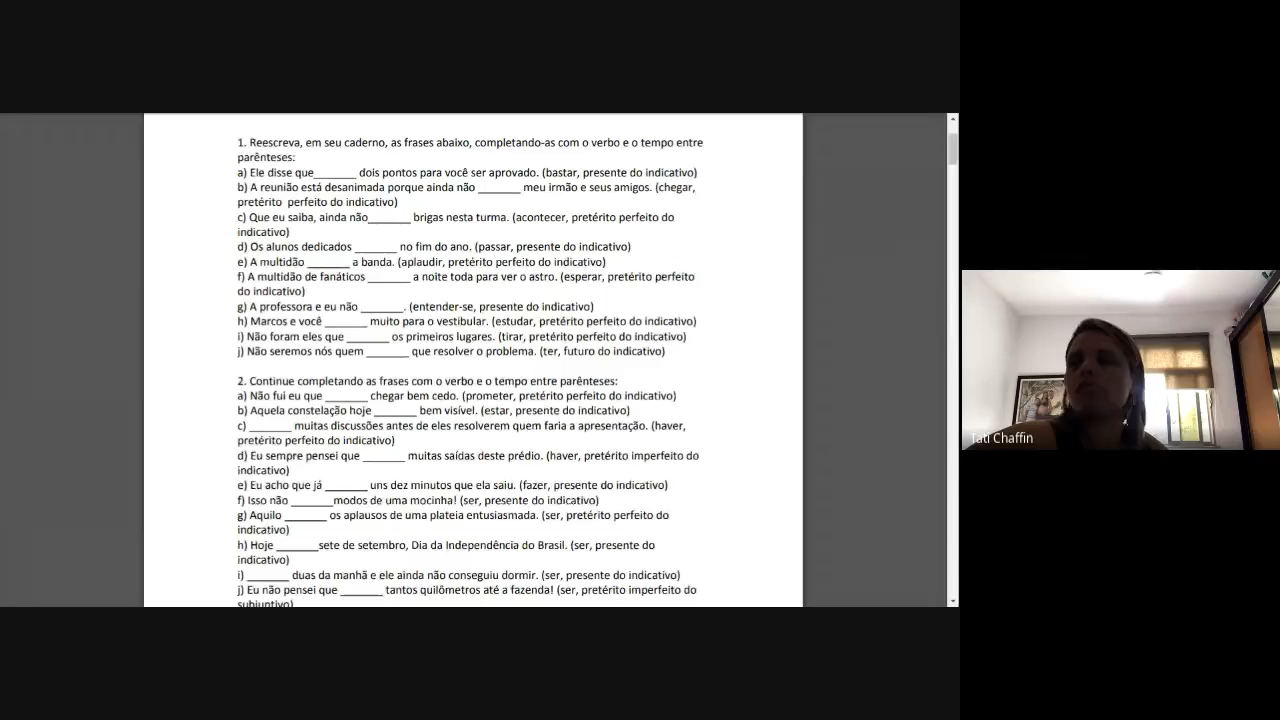 1. Reescreva, em seu caderno, as frases abaixo, completando-as com o verbo e o tempo entre
parênteses:
a) Ele disse que_______ dois pontos para você ser aprovado. (bastar, presente do indicativo)
b) A reunião está desanimada porque ainda não _______ meu irmão e seus amigos. (chegar,
pretérito perfeito do indicativo)
c) Que eu saiba, ainda não_______ brigas nesta turma. (acontecer, pretérito perfeito do
indicativo)
d) Os alunos dedicados _______ no fim do ano. (passar, presente do indicativo)
e) A multidão _______ a banda. (aplaudir, pretérito perfeito do indicativo)
f) A multidão de fanáticos _______ a noite toda para ver o astro. (esperar, pretérito perfeito
do indicativo)
g) A professora e eu não _______. (entender-se, presente do indicativo)
h) Marcos e você _______ muito para o vestibular. (estudar, pretérito perfeito do indicativo)
i) Não foram eles que _______ os primeiros lugares. (tirar, pretérito perfeito do indicativo)
j) Não seremos nós quem _______ que resolver o problema. (ter, futuro do indicativo)
2. Continue completando as frases com o verbo e o tempo entre parênteses:
a) Não fui eu que _______ chegar bem cedo. (prometer, pretérito perfeito do indicativo)
b) Aquela constelação hoje _______ bem visível. (estar, presente do indicativo)
c) _______ muitas discussões antes de eles resolverem quem faria a apresentação. (haver,
pretérito perfeito do indicativo)
d) Eu sempre pensei que _______ muitas saídas deste prédio. (haver, pretérito imperfeito do
indicativo)
e) Eu acho que já _______ uns dez minutos que ela saiu. (fazer, presente do indicativo)
f) Isso não _______modos de uma mocinha! (ser, presente do indicativo)
g) Aquilo _______ os aplausos de uma plateia entusiasmada. (ser, pretérito perfeito do
indicativo)
h) Hoje _______sete de setembro, Dia da Independência do Brasil. (ser, presente do
indicativo)
i) _______ duas da manhã e ele ainda não conseguiu dormir. (ser, presente do indicativo)
j) Eu não pensei que _______ tantos quilômetros até a fazenda! (ser, pretérito imperfeito do
subjuntivo)
Tati Chaffin